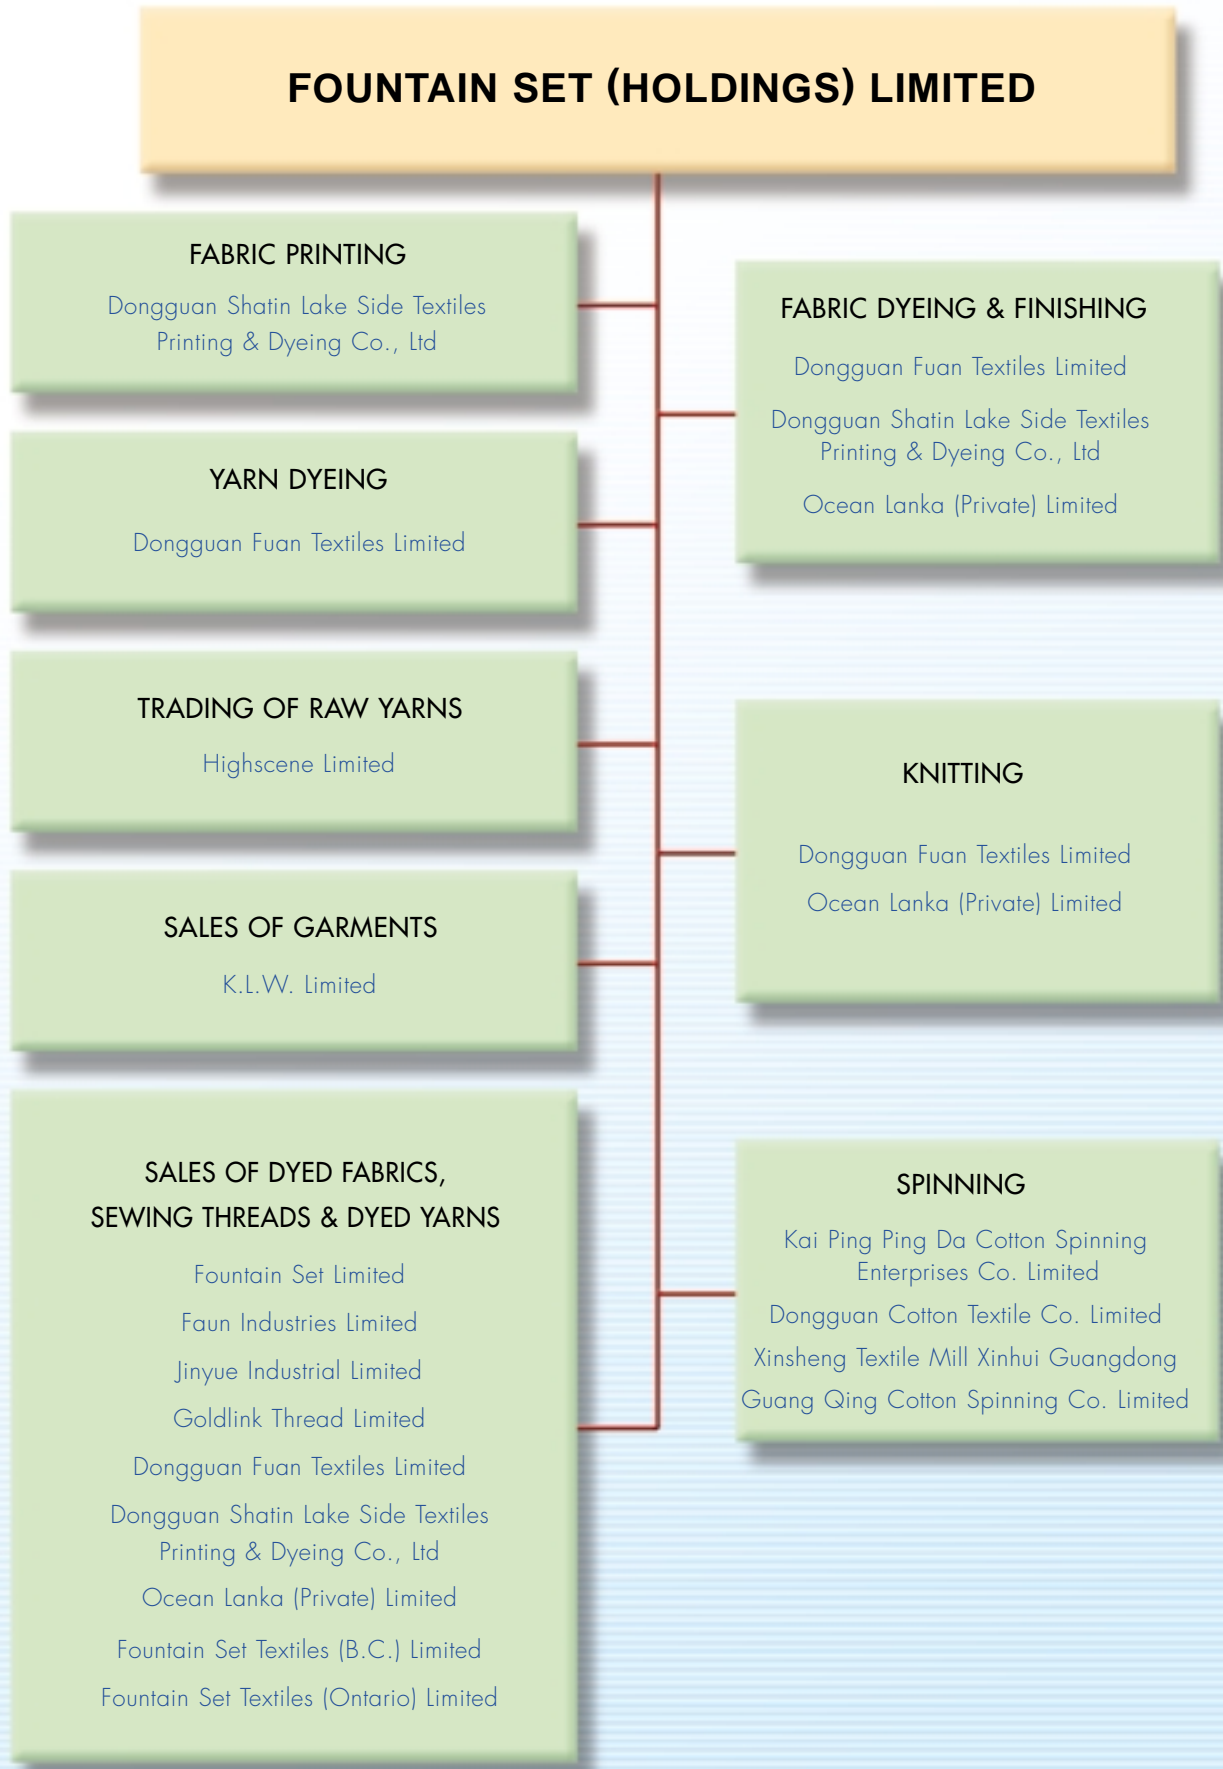 FOUNTAIN SET (HOLDINGS) LIMITED
FABRIC PRINTING
Dongguan Shatin Lake Side Textiles
Printing & Dyeing Co., Ltd
YARN DYEING
Dongguan Fuan Textiles Limited
TRADING OF RAW YARNS
Highscene Limited
SALES OF GARMENTS
K.L.W. Limited
SALES OF DYED FABRICS,
SEWING THREADS & DYED YARNS
Fountain Set Limited
Faun Industries Limited
Jinyue Industrial Limited
Goldlink Thread Limited
Dongguan Fuan Textiles Limited
Dongguan Shatin Lake Side Textiles
Printing & Dyeing Co., Ltd
Ocean Lanka (Private) Limited
Fountain Set Textiles (B.C.) Limited
Fountain Set Textiles (Ontario) Limited
FABRIC DYEING & FINISHING
Dongguan Fuan Textiles Limited
Dongguan Shatin Lake Side Textiles
Printing & Dyeing Co., Ltd
Ocean Lanka (Private) Limited
KNITTING
Dongguan Fuan Textiles Limited
Ocean Lanka (Private) Limited
SPINNING
Kai Ping Ping Da Cotton Spinning
Enterprises Co. Limited
Dongguan Cotton Textile Co. Limited
Xinsheng Textile Mill Xinhui Guangdong
Guang Qing Cotton Spinning Co. Limited